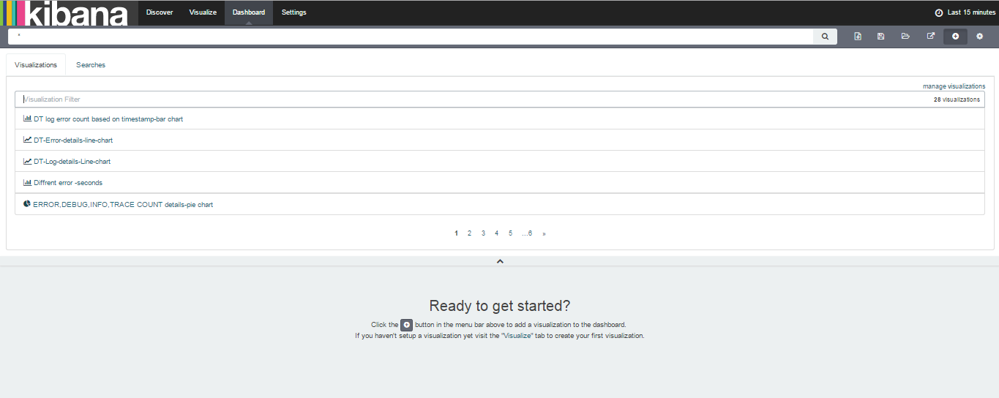 kibana Discover Visualize Dashboard Settings Last 15 minutes
*
Visualizations Searches
manage visualizations
Visualization Filter 28 visualizations
DT log error count based on timestamp-bar chart
DT-Error-details-line-chart
DT-Log-details-Line-chart
Diffrent error -seconds
ERROR,DEBUG,INFO,TRACE COUNT details-pie chart
1 2 3 4 5 ...6 »
Ready to get started?
Click the button in the menu bar above to add a visualization to the dashboard.
If you haven't setup a visualization yet visit the "Visualize" tab to create your first visualization.